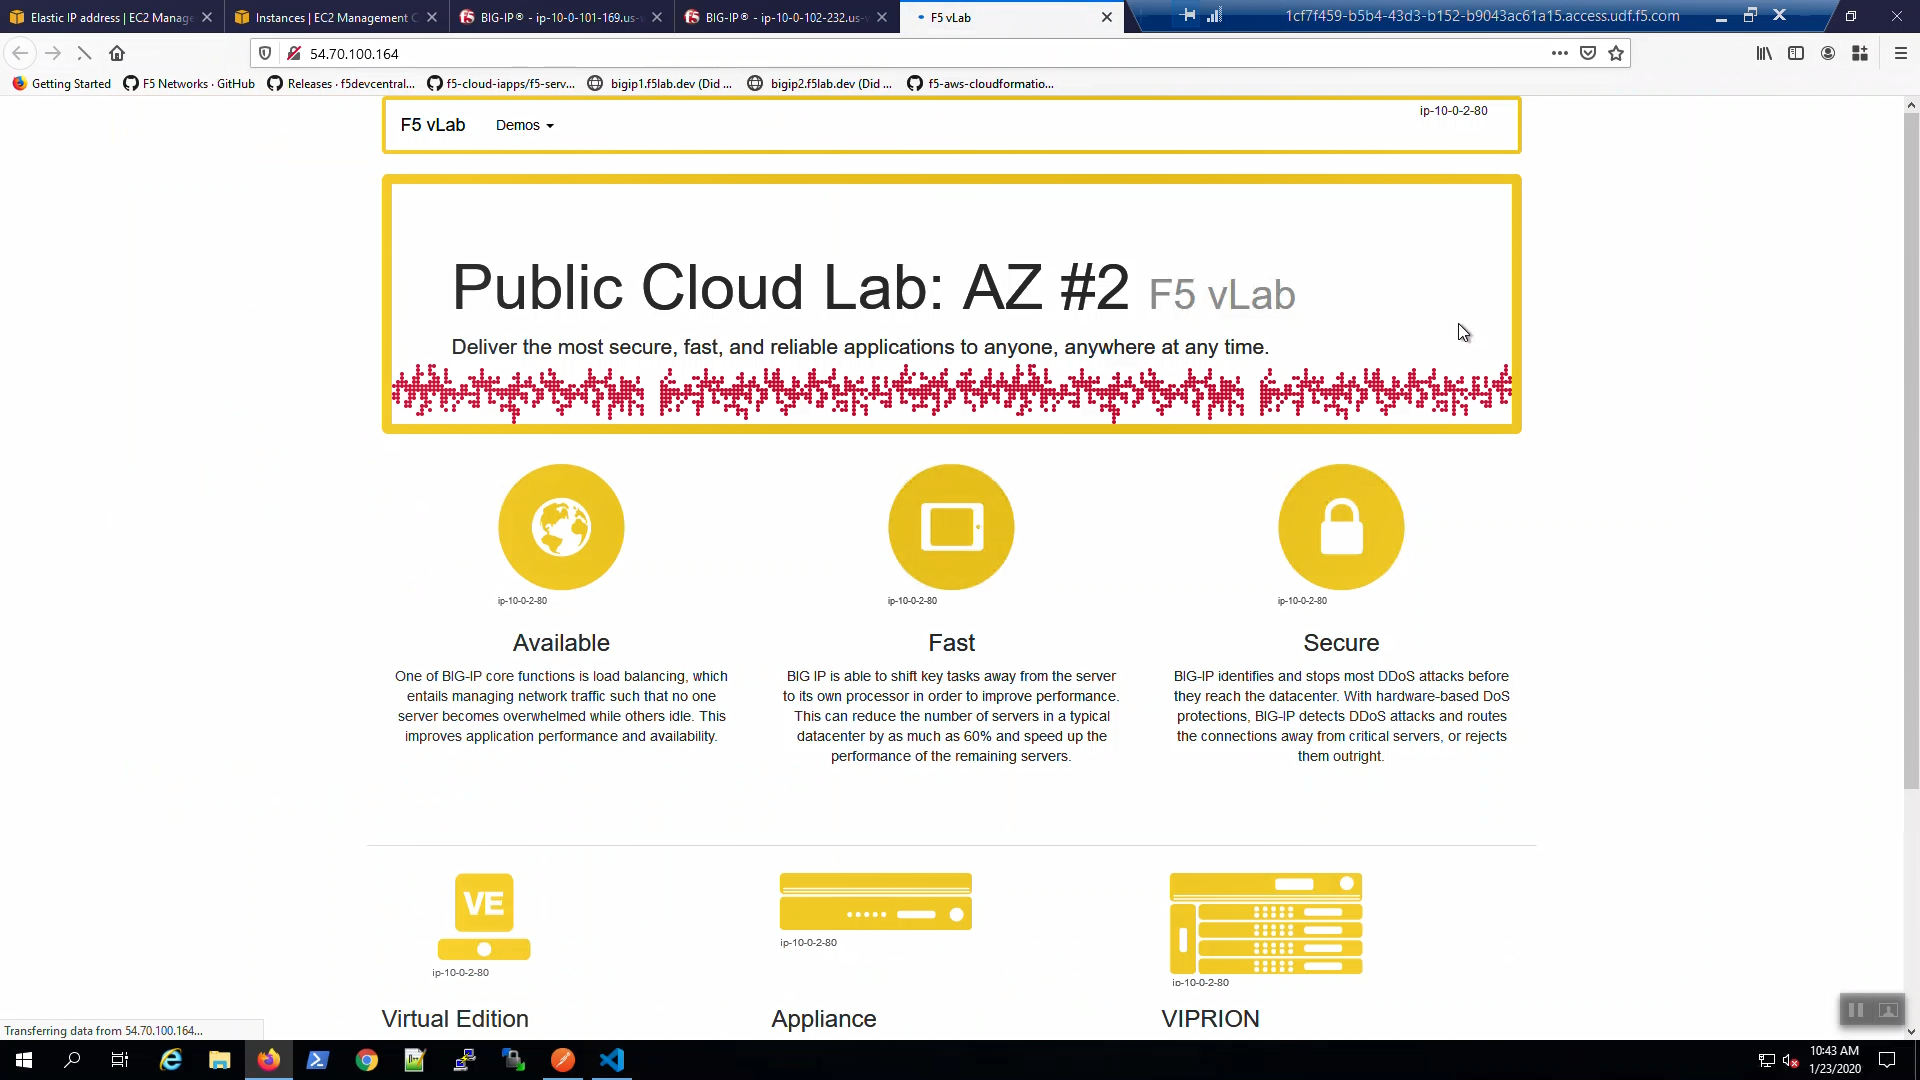 Elastic IP address | EC2 Manage
Instances | EC2 Management C
BIG-IP® - ip-10-0-101-169.us-w
BIG-IP® - ip-10-0-102-232.us-w
F5 vLab
1cf7f459-b5b4-43d3-b152-b9043ac61a15.access.udf.f5.com
54.70.100.164
Getting Started
F5 Networks · GitHub
Releases · f5devcentral...
f5-cloud-iapps/f5-serv...
bigip1.f5lab.dev (Did ...
bigip2.f5lab.dev (Did ...
f5-aws-cloudformatio...
F5 vLab
Demos
ip-10-0-2-80
Public Cloud Lab: AZ #2 F5 vLab
Deliver the most secure, fast, and reliable applications to anyone, anywhere at any time.
ip-10-0-2-80
ip-10-0-2-80
ip-10-0-2-80
Available
One of BIG-IP core functions is load balancing, which
entails managing network traffic such that no one
server becomes overwhelmed while others idle. This
improves application performance and availability.
Fast
BIG IP is able to shift key tasks away from the server
to its own processor in order to improve performance.
This can reduce the number of servers in a typical
datacenter by as much as 60% and speed up the
performance of the remaining servers.
Secure
BIG-IP identifies and stops most DDoS attacks before
they reach the datacenter. With hardware-based DoS
protections, BIG-IP detects DDoS attacks and routes
the connections away from critical servers, or rejects
them outright.
VE
ip-10-0-2-80
ip-10-0-2-80
ip-10-0-2-80
Virtual Edition
Appliance
VIPRION
Transferring data from 54.70.100.164...
10:43 AM
1/23/2020